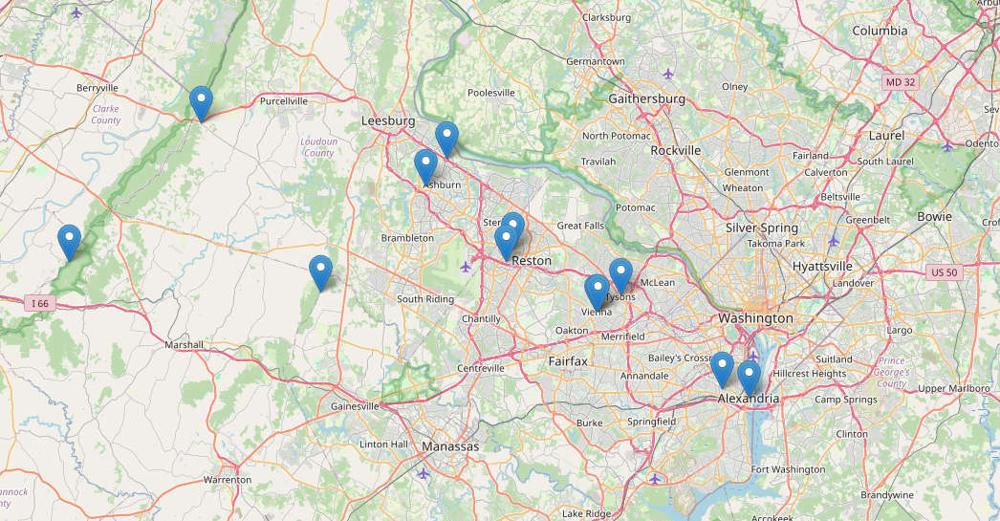 Clarksburg
Columbia
Germantown
Olney
MD 32
Berryville
Purcellville
Poolesville
Gaithersburg
Clarke
County
Leesburg
North Potomac
Laurel
Loudoun
County
Rockville
Fairland
South Laurel
Odento
Travilah
Glenmont
Calverton
Ashburn
Wheaton
Beltsville
Potomac
Bowie
Great Falls
Silver Spring
Greenbelt
Brambleton
Takoma Park
Reston
Hyattsville
US 50
McLean
Landover
I 66
South Riding
Tysons
Vienna
Chantilly
Washington
Oakton
Merrifield
Largo
Marshall
Bailey's Cross
Suitland
Fairfax
Prince
George's
County
Centreville
Annandale
Hillcrest Heights
Upper Marlboro
Alexandria
Camp Springs
Gainesville
Burke
Springfield
Clinton
Linton Hall
Manassas
Fort Washington
Warrenton
Brandywine
Lake Ridge
Accokeek